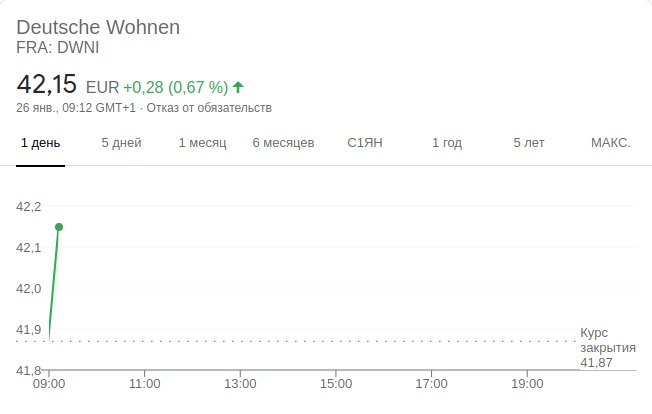 Deutsche Wohnen
FRA: DWNI
42,15 EUR +0,28 (0,67 %)
26 янв., 09:12 GMT+1 · Отказ от обязательств
1 день 5 дней 1 месяц 6 месяцев С1ЯН 1 год 5 лет МАКС.
42,2
42,1
42,0
41,9
Курс
закрытия
41,87
41,8
09:00 11:00 13:00 15:00 17:00 19:00